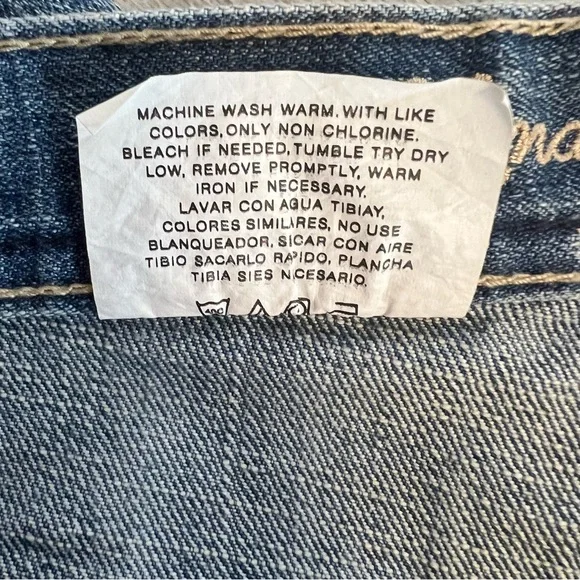 MACHINE WASH WARM. WITH LIKE
COLORS, ONLY NON CHLORINE.
BLEACH IF NEEDED, TUMBLE TRY DRY
LOW, REMOVE PROMPTLY, WARM
IRON IF NECESSARY.
LAVAR CON AGUA TIBIAY,
COLORES SIMILARES, NO USE
BLANQUEADOR, SICAR CON AIRE
TIBIO SACARLO RAPIDO, PLANCHA
TIBIA SIES NECESARIO.